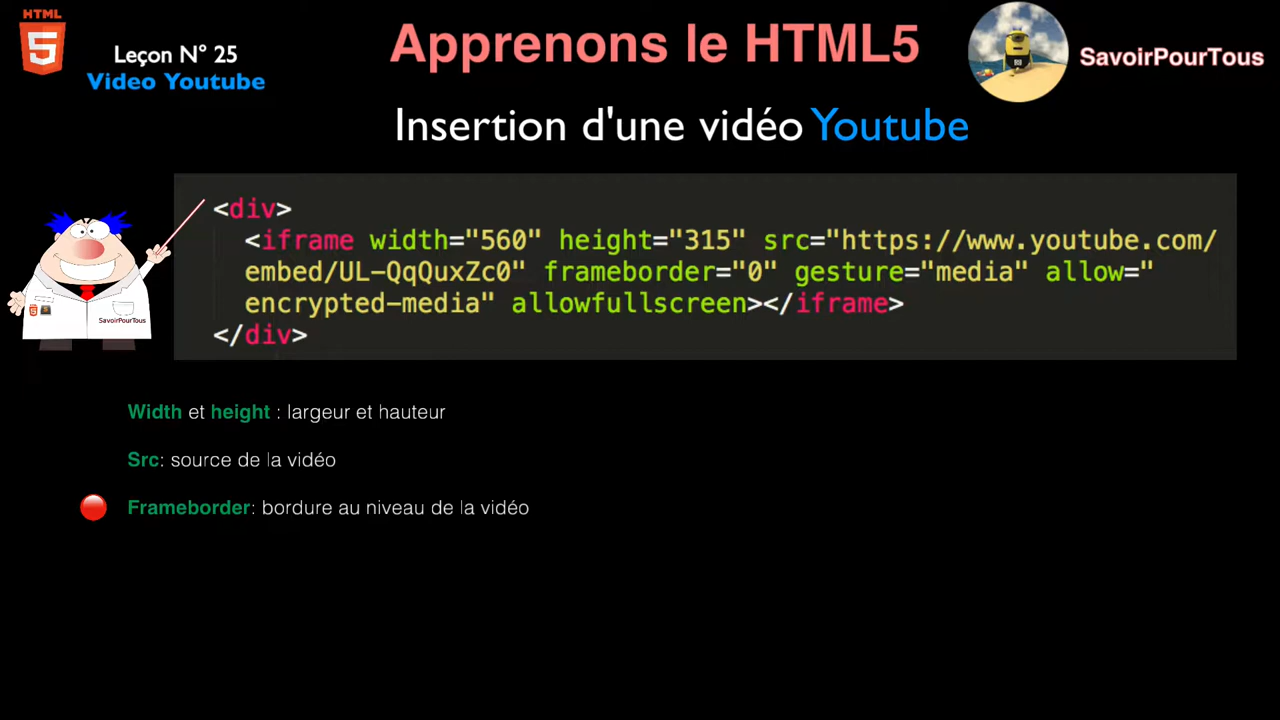 HTML
5
Leçon N° 25
Video Youtube
Apprenons le HTML5
SavoirPourTous
Insertion d'une vidéo Youtube
<div>
<iframe width="560" height="315" src="https://www.youtube.com/
embed/UL-QqQuxZc0" frameborder="0" gesture="media" allow="
encrypted-media" allowfullscreen></iframe>
</div>
SavoirPourTous
Width et height : largeur et hauteur
Src: source de la vidéo
Frameborder: bordure au niveau de la vidéo